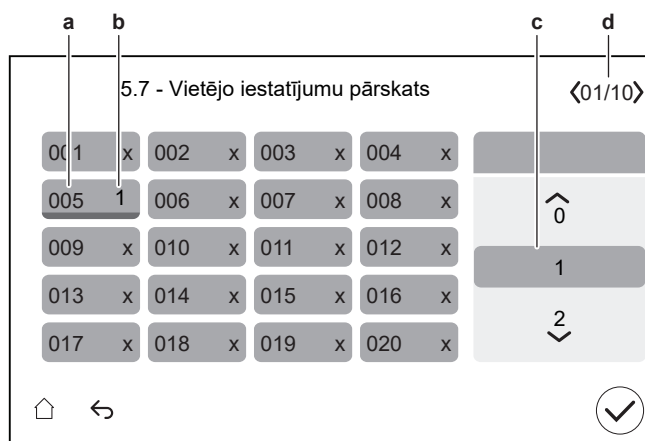 a b c d
5.7 - Vietējo iestatījumu pārskats 01/10
001 x 002 x 003 x 004 x
005 1 006 x 007 x 008 x 0
009 x 010 x 011 x 012 x 1
013 x 014 x 015 x 016 x 2
017 x 018 x 019 x 020 x